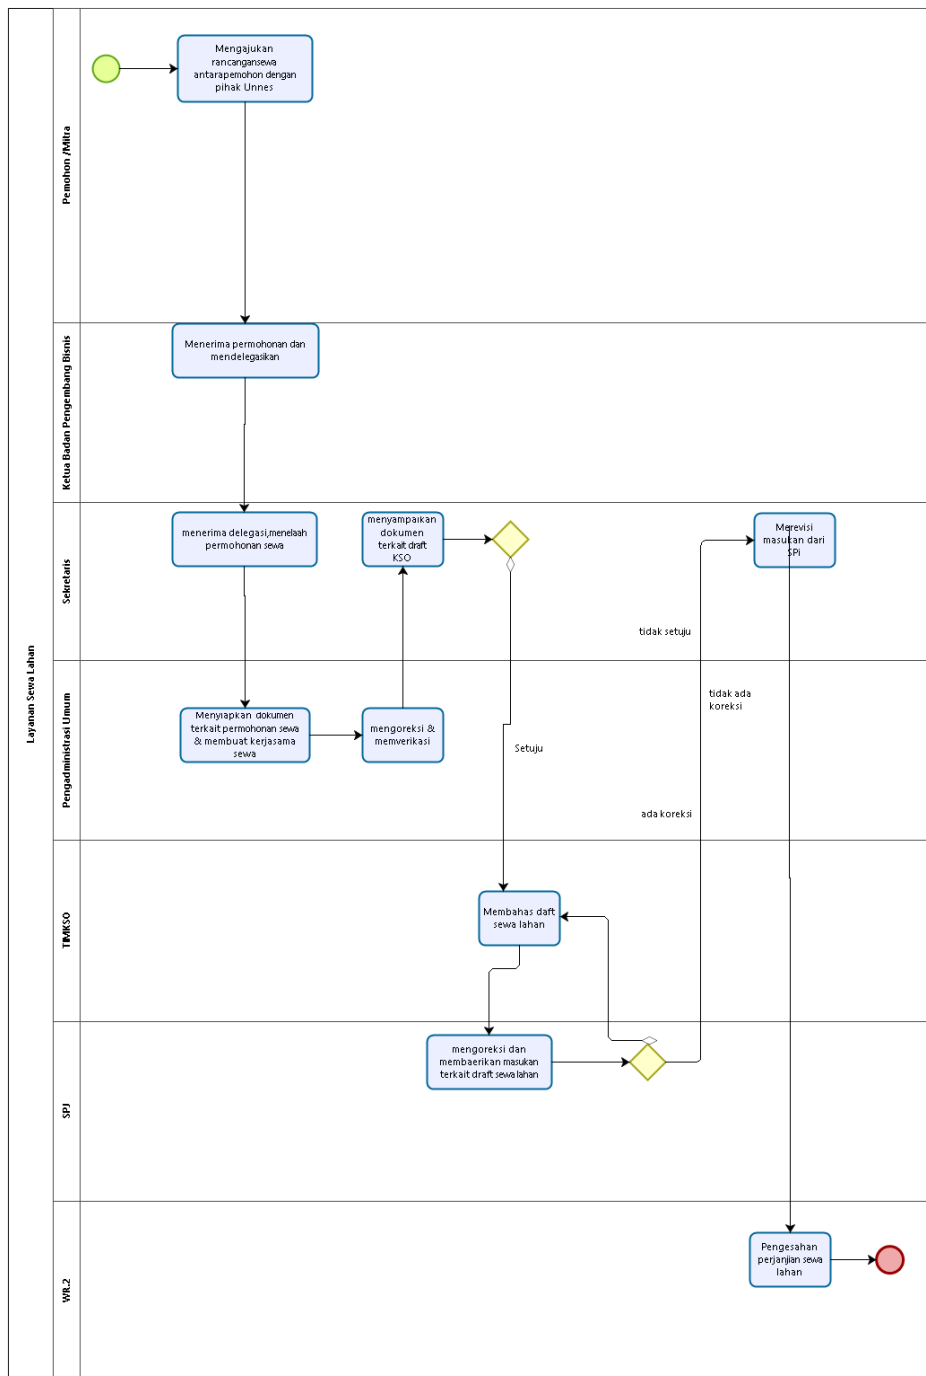 Layanan Sewa Lahan
Pemohon /Mitra
Mengajukan
rancangansewa
antarapemohon dengan
pihak Unnes
Ketua Badan Pengembang Bisnis
Menerima permohonan dan
mendelegasikan
Sekretaris
menerima delegasi,menelaah
permohonan sewa
menyampaikan
dokumen
terkait draft
KSO
Merevisi
masukan dari
SPi
tidak setuju
Pengadministrasi Umum
Menyiapkan dokumen
terkait permohonan sewa
& membuat kerjasama
sewa
mengoreksi &
memverikasi
Setuju
tidak ada
koreksi
ada koreksi
TIMKSO
Membahas daft
sewa lahan
SPJ
mengoreksi dan
membaerikan masukan
terkait draft sewalahan
WR.2
Pengesahan
perjanjian sewa
lahan